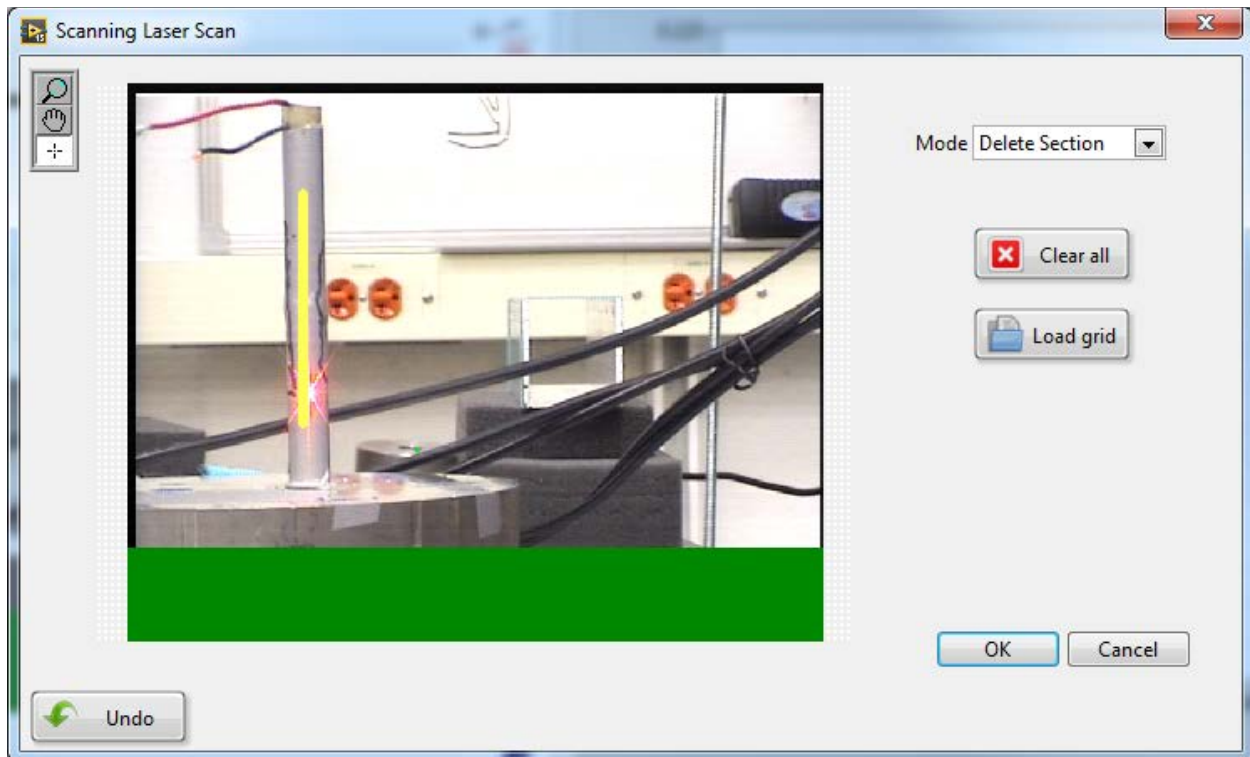 Scanning Laser Scan
Mode Delete Section
Clear all
Load grid
OK Cancel
Undo